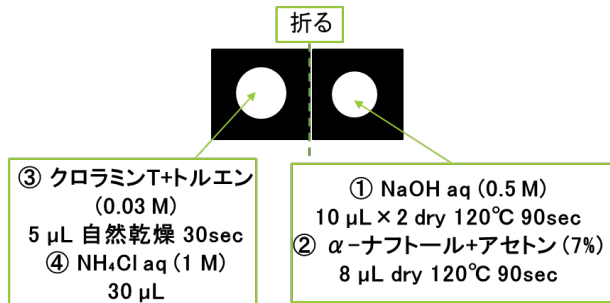 折る
③ クロラミンT+トルエン
(0.03 M)
5 µL 自然乾燥 30sec
④ NH₄Cl aq (1 M)
30 µL
① NaOH aq (0.5 M)
10 µL × 2 dry 120℃ 90sec
② α-ナフトール+アセトン (7%)
8 µL dry 120℃ 90sec